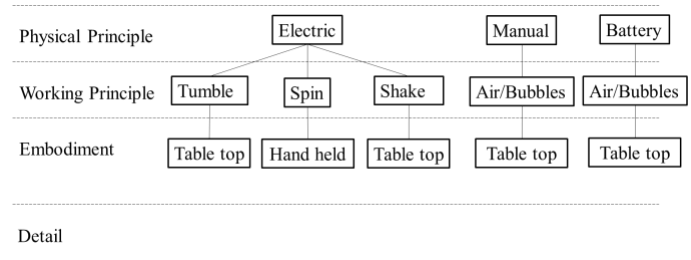 Physical Principle Electric Manual Battery
Working Principle Tumble Spin Shake Air/Bubbles Air/Bubbles
Embodiment Table top Hand held Table top Table top Table top
Detail